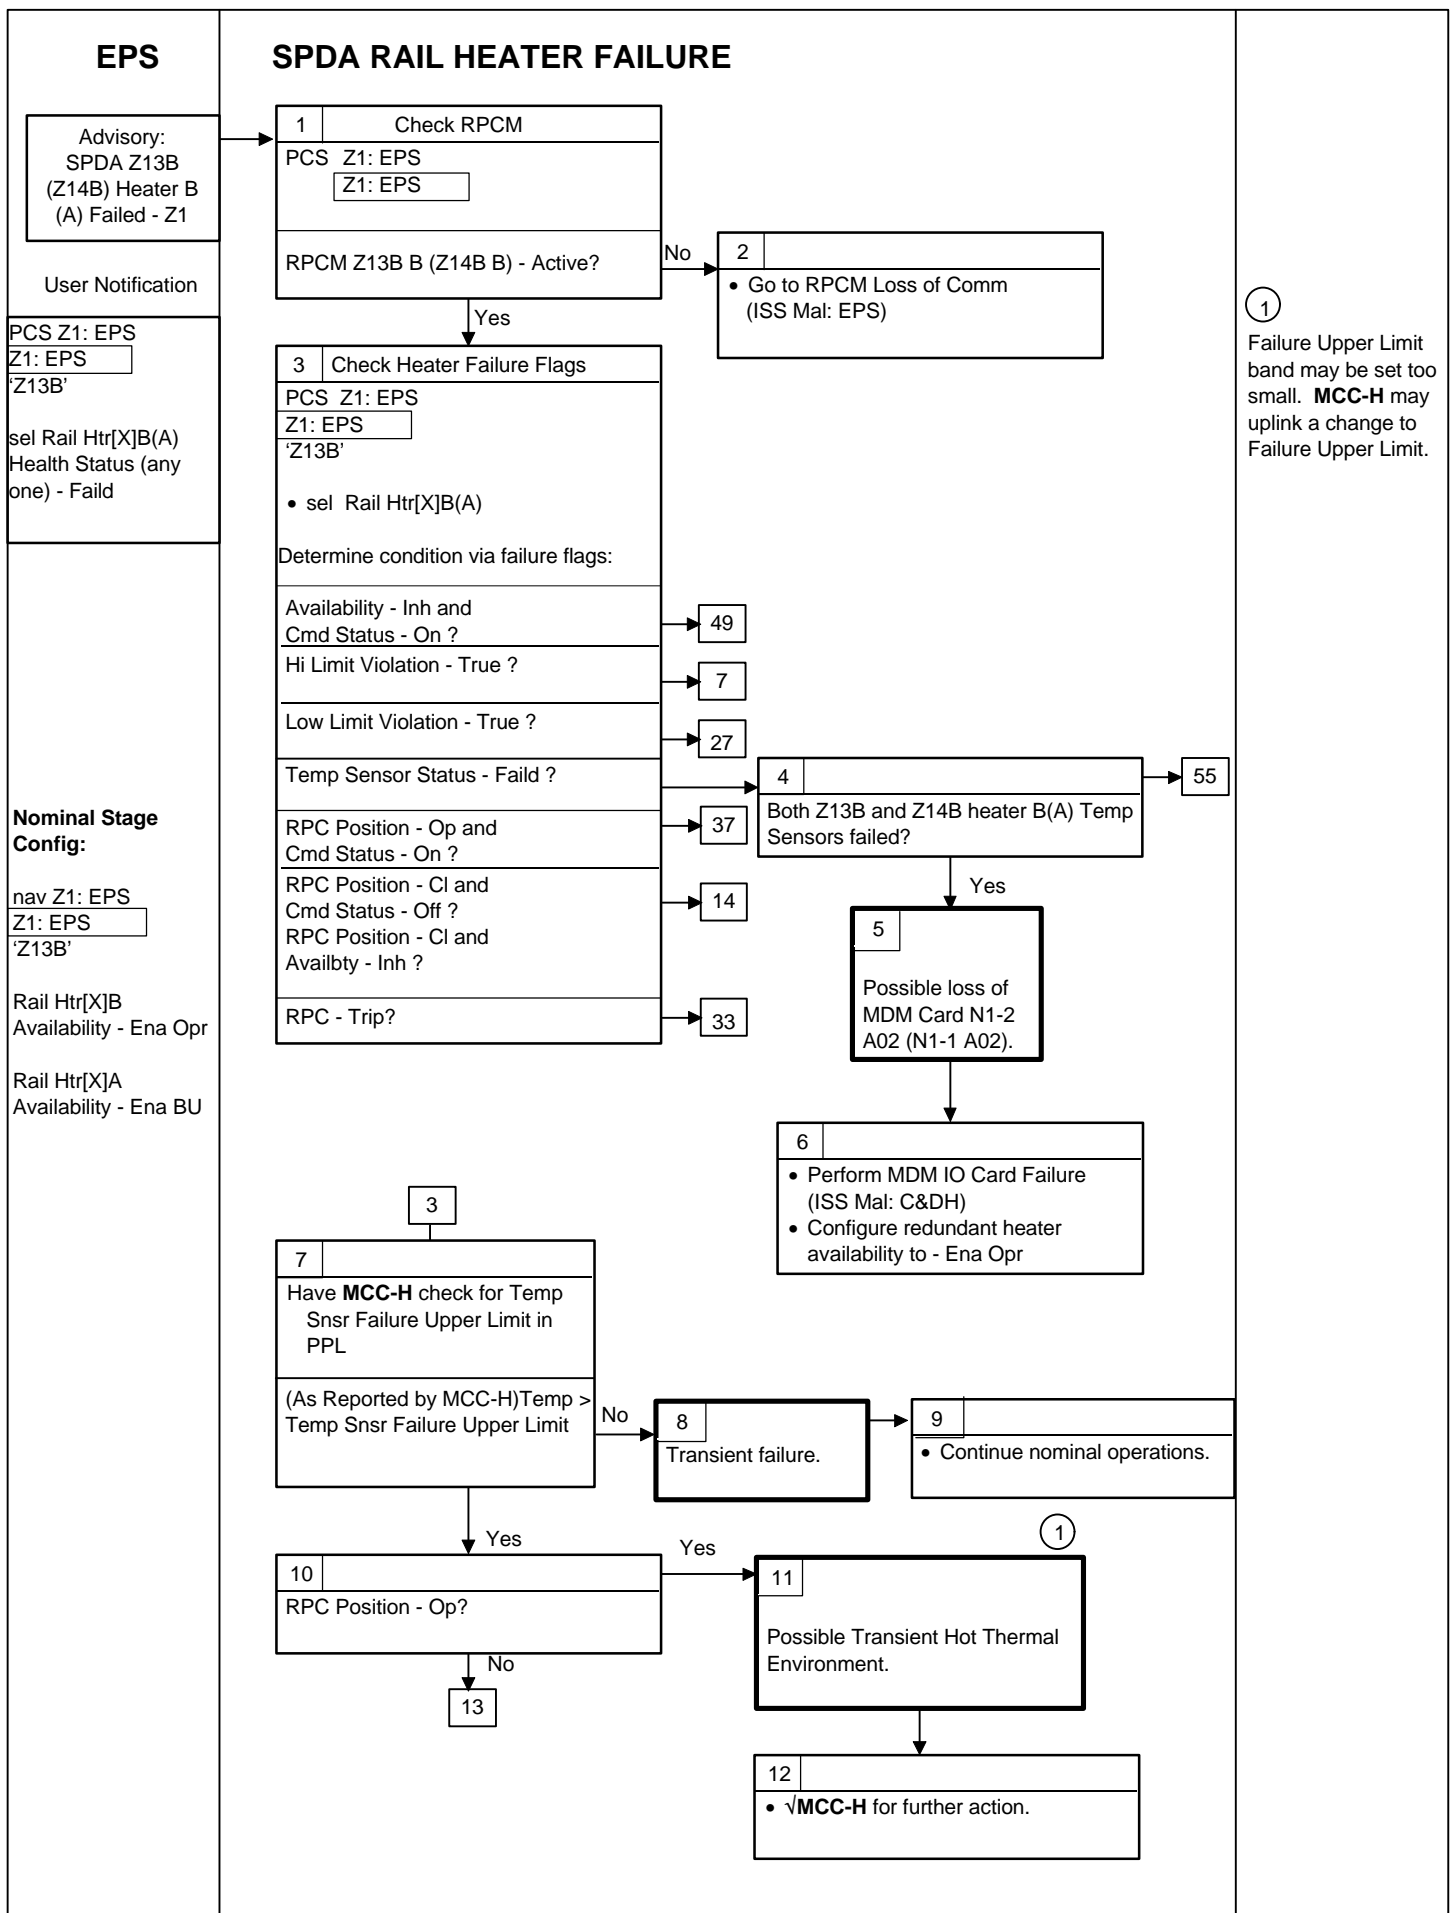 EPS
SPDA RAIL HEATER FAILURE
Advisory:
SPDA Z13B
(Z14B) Heater B
(A) Failed - Z1
User Notification
PCS Z1: EPS
Z1: EPS
‘Z13B’
sel Rail Htr[X]B(A)
Health Status (any
one) - Faild
Nominal Stage
Config:
nav Z1: EPS
Z1: EPS
‘Z13B’
Rail Htr[X]B
Availability - Ena Opr
Rail Htr[X]A
Availability - Ena BU
1 Check RPCM
PCS Z1: EPS
Z1: EPS
RPCM Z13B B (Z14B B) - Active?
No
Yes
2
• Go to RPCM Loss of Comm
(ISS Mal: EPS)
3 Check Heater Failure Flags
PCS Z1: EPS
Z1: EPS
‘Z13B’
• sel Rail Htr[X]B(A)
Determine condition via failure flags:
Availability - Inh and
Cmd Status - On ?
49
Hi Limit Violation - True ?
7
Low Limit Violation - True ?
27
Temp Sensor Status - Faild ?
RPC Position - Op and
Cmd Status - On ?
37
RPC Position - Cl and
Cmd Status - Off ?
RPC Position - Cl and
Availbty - Inh ?
14
RPC - Trip?
33
4
Both Z13B and Z14B heater B(A) Temp
Sensors failed?
55
Yes
5
Possible loss of
MDM Card N1-2
A02 (N1-1 A02).
6
• Perform MDM IO Card Failure
(ISS Mal: C&DH)
• Configure redundant heater
availability to - Ena Opr
3
7
Have MCC-H check for Temp
Snsr Failure Upper Limit in
PPL
(As Reported by MCC-H)Temp >
Temp Snsr Failure Upper Limit
No
Yes
8
Transient failure.
9
• Continue nominal operations.
10
RPC Position - Op?
Yes
No
13
1
11
Possible Transient Hot Thermal
Environment.
12
• √MCC-H for further action.
1
Failure Upper Limit
band may be set too
small. MCC-H may
uplink a change to
Failure Upper Limit.